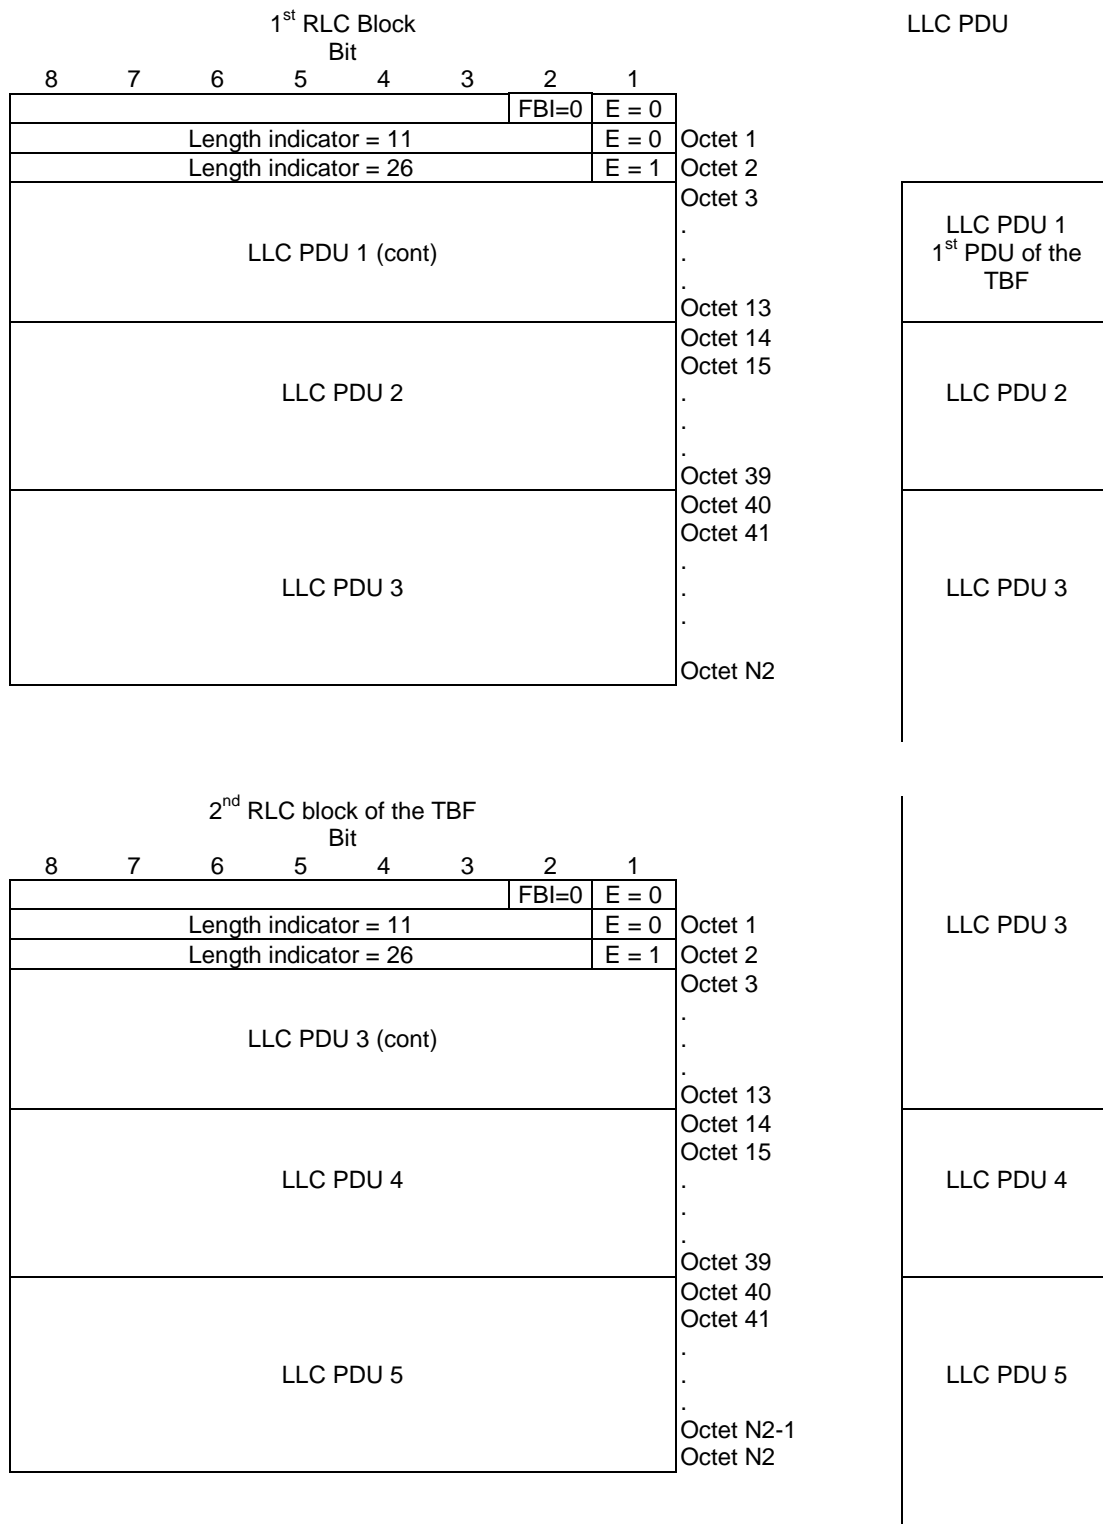 1st RLC Block
LLC PDU
Bit
8 7 6 5 4 3 2 1
FBI=0 E = 0
Length indicator = 11 E = 0 Octet 1
Length indicator = 26 E = 1 Octet 2
Octet 3
.
LLC PDU 1 (cont)
.
.
Octet 13
LLC PDU 1
1st PDU of the
TBF
Octet 14
Octet 15
LLC PDU 2
.
.
.
Octet 39
LLC PDU 2
Octet 40
Octet 41
.
LLC PDU 3
.
.
Octet N2
LLC PDU 3
2nd RLC block of the TBF
Bit
8 7 6 5 4 3 2 1
FBI=0 E = 0
Length indicator = 11 E = 0 Octet 1
Length indicator = 26 E = 1 Octet 2
LLC PDU 3
Octet 3
.
LLC PDU 3 (cont)
.
.
Octet 13
Octet 14
Octet 15
LLC PDU 4
.
.
.
Octet 39
LLC PDU 4
Octet 40
Octet 41
.
LLC PDU 5
.
.
Octet N2-1
Octet N2
LLC PDU 5